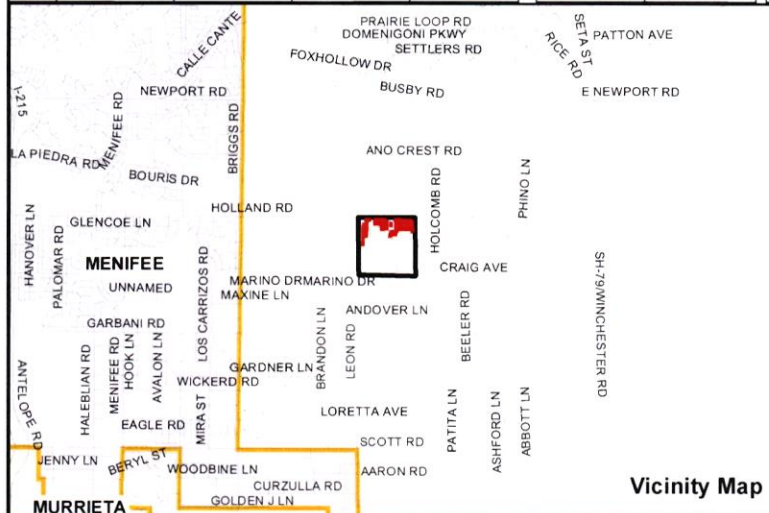 PRAIRIE LOOP RD
DOMENIGONI PKWY
SETTLERS RD
CALLE CANTE
SETA ST
RICE RD
PATTON AVE
FOXHOLLOW DR
BUSBY RD
NEWPORT RD
E NEWPORT RD
I-215
MENIFEE RD
BRIGGS RD
LA PIEDRA RD
BOURIS DR
ANO CREST RD
HOLLAND RD
HOLCOMB RD
PHINO LN
HANOVER LN
PALOMAR RD
GLENCOE LN
MENIFEE
UNNAMED
LOS CARRIZOS RD
MARINO DRMARINO DR
MAXINE LN
CRAIG AVE
SH-79/WINCHESTER RD
ANDOVER LN
GARBANI RD
BRANDON LN
LEON RD
BEELER RD
HALEBLIAN RD
MENIFEE RD
HOOK LN
AVALON LN
GARDNER LN
WICKERD RD
ANTELOPE RD
MIRA ST
EAGLE RD
LORETTA AVE
PATITA LN
ASHFORD LN
ABBOTT LN
SCOTT RD
JENNY LN
BERYL ST
WOODBINE LN
AARON RD
CURZULLA RD
GOLDEN J LN
MURRIETA
Vicinity Map